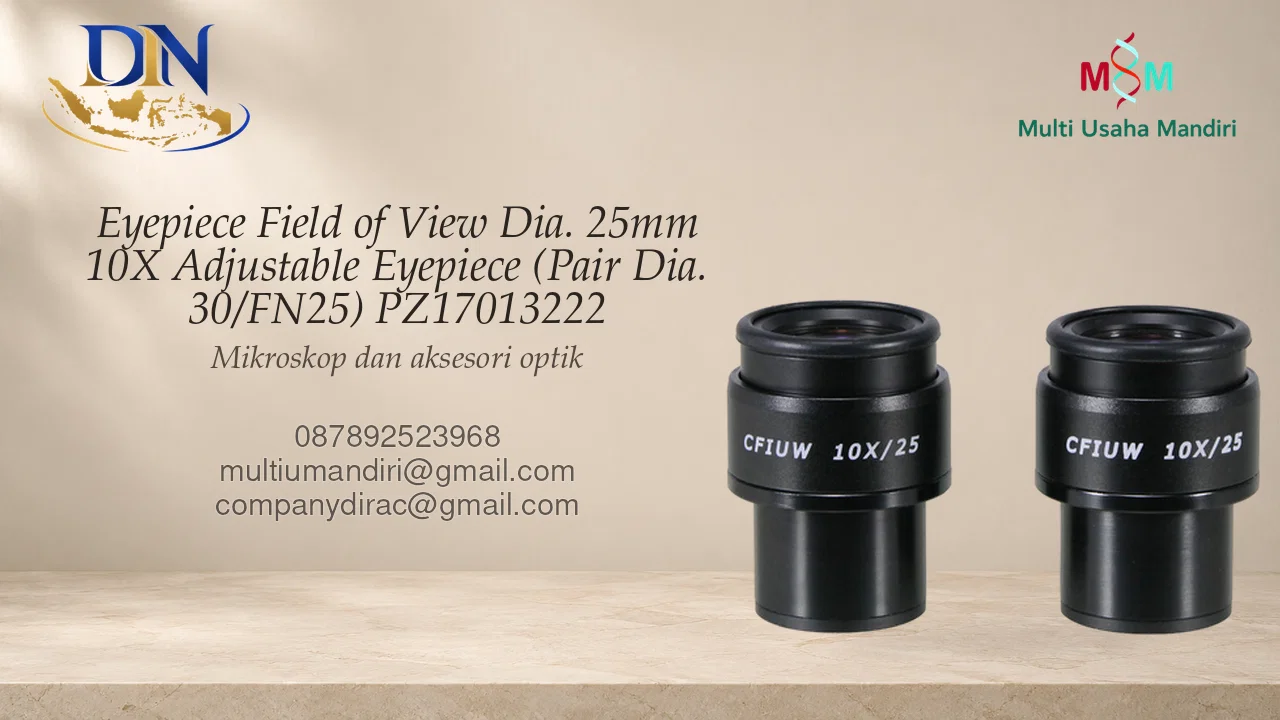 DIN
M M
Multi Usaha Mandiri
Eyepiece Field of View Dia. 25mm
10X Adjustable Eyepiece (Pair Dia.
30/FN25) PZ17013222
Mikroskop dan aksesori optik
087892523968
multiumandiri@gmail.com
companydirac@gmail.com
CFIUW 10X/25
CFIUW 10X/25